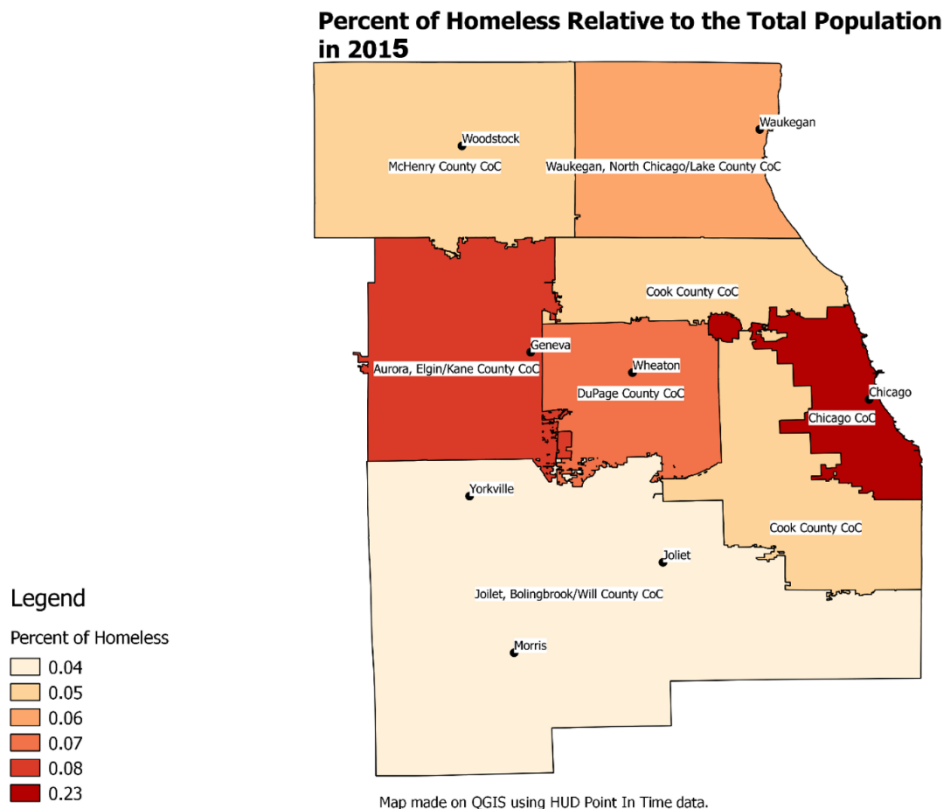 Percent of Homeless Relative to the Total Population
in 2015
Waukegan
Woodstock
McHenry County CoC
Waukegan, North Chicago/Lake County CoC
Cook County CoC
Geneva
Aurora, Elgin/Kane County CoC
Wheaton
DuPage County CoC
Chicago
Chicago CoC
Yorkville
Cook County CoC
Joliet
Joilet, Bolingbrook/Will County CoC
Morris
Legend
Percent of Homeless
0.04
0.05
0.06
0.07
0.08
0.23
Map made on QGIS using HUD Point In Time data.